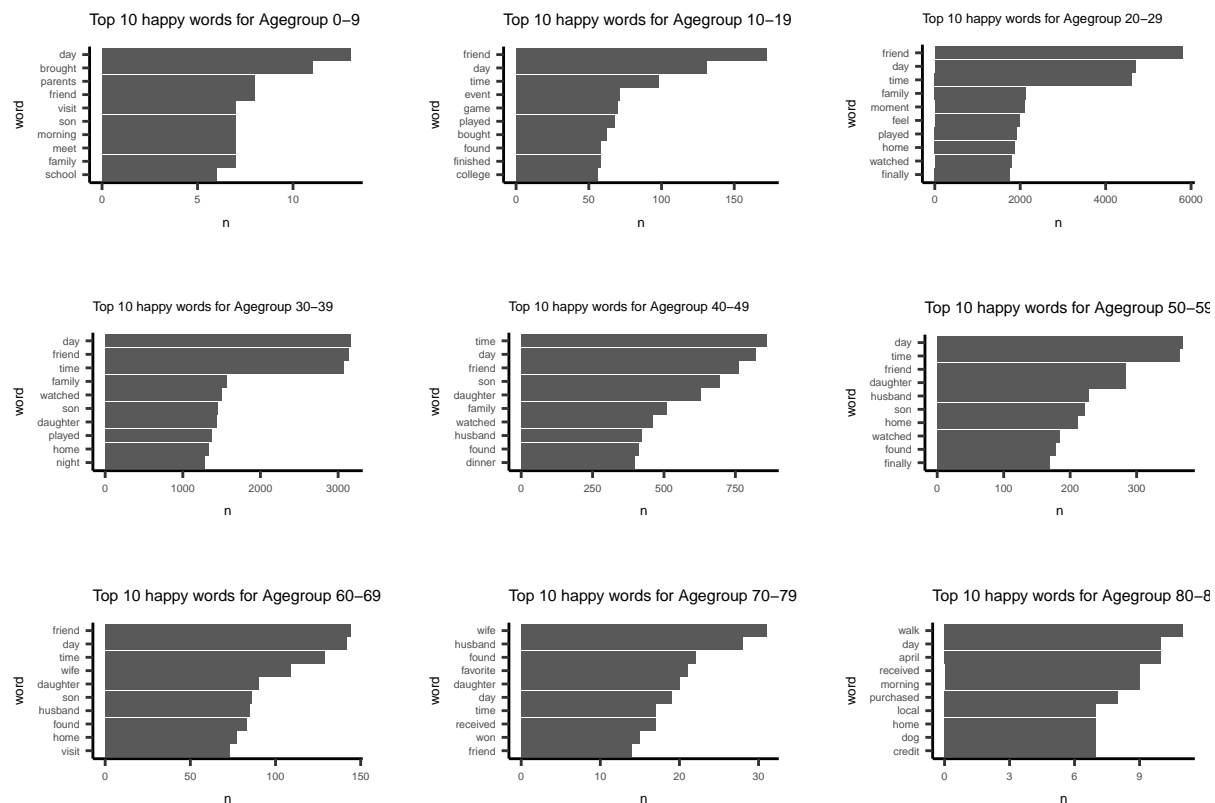 Top 10 happy words for Agegroup 0−9
day
brought
parents
friend
visit
son
morning
meet
family
school
word
0
5
10
n
Top 10 happy words for Agegroup 10−19
friend
day
time
event
game
played
bought
found
finished
college
word
0
50
100
150
n
Top 10 happy words for Agegroup 20−29
friend
day
time
family
moment
feel
played
home
watched
finally
word
0
2000
4000
6000
n
Top 10 happy words for Agegroup 30−39
day
friend
time
family
watched
son
daughter
played
home
night
word
0
1000
2000
3000
n
Top 10 happy words for Agegroup 40−49
time
day
friend
son
daughter
family
watched
husband
found
dinner
word
0
250
500
750
n
Top 10 happy words for Agegroup 50−59
day
time
friend
daughter
husband
son
home
watched
found
finally
word
0
100
200
300
n
Top 10 happy words for Agegroup 60−69
friend
day
time
wife
daughter
son
husband
found
home
visit
word
0
50
100
150
n
Top 10 happy words for Agegroup 70−79
wife
husband
found
favorite
daughter
day
time
received
won
friend
word
0
10
20
30
n
Top 10 happy words for Agegroup 80−8
walk
day
april
received
morning
purchased
local
home
dog
credit
word
0
3
6
9
n